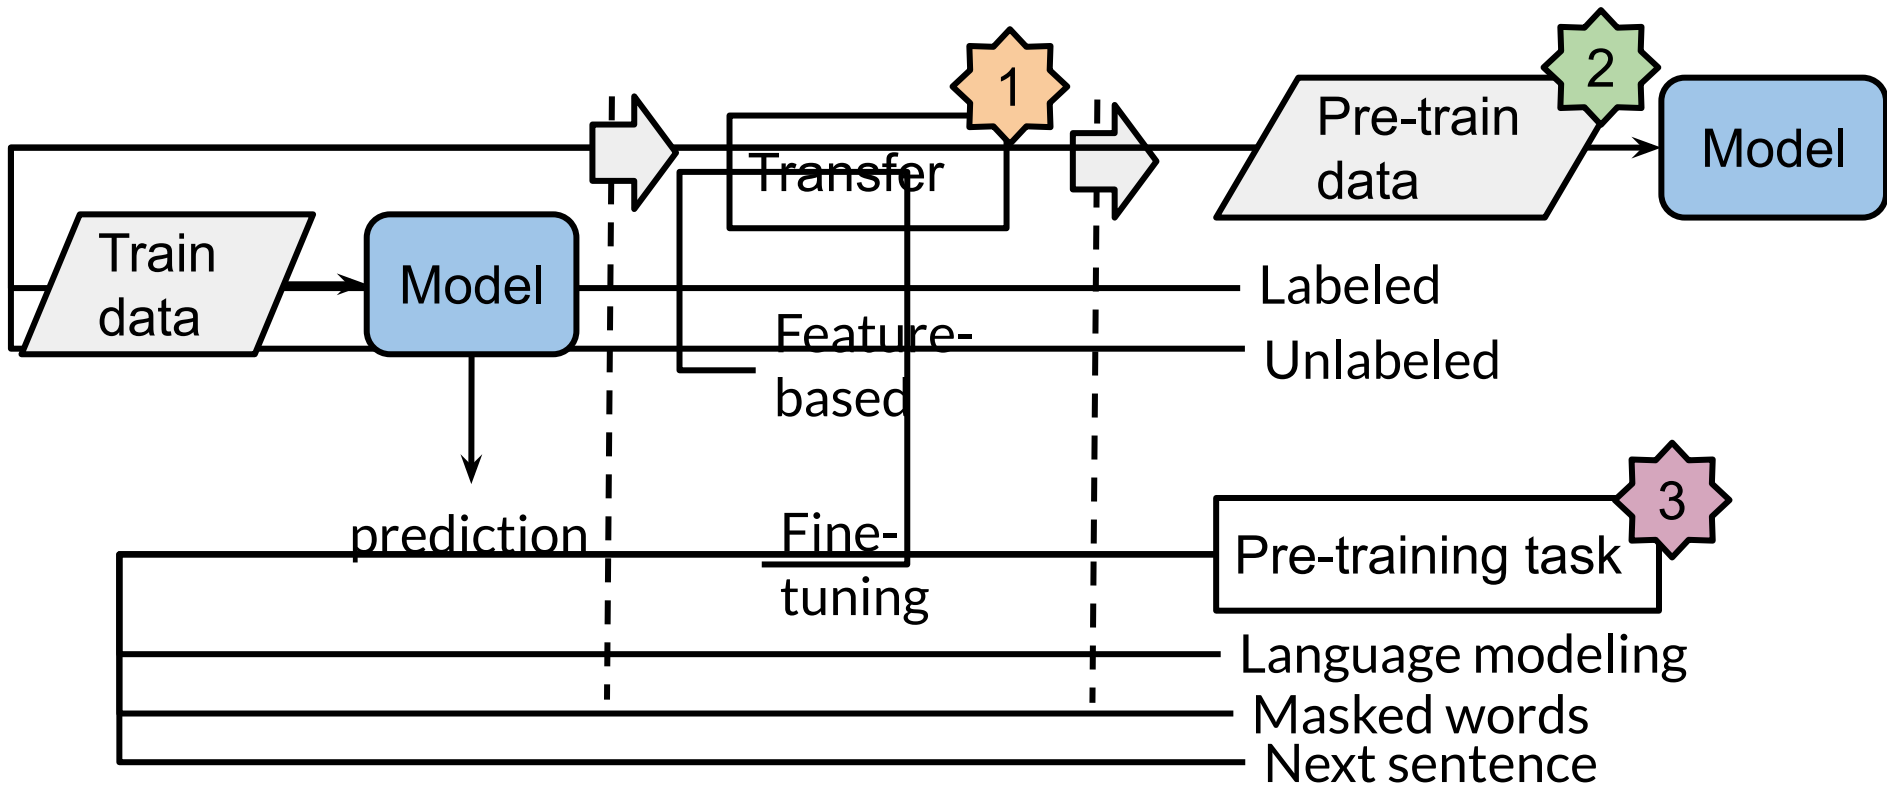 Train
data
Model
prediction
1
Transfer
Feature-
based
Fine-
tuning
2
Pre-train
data
Model
Labeled
Unlabeled
3
Pre-training task
Language modeling
Masked words
Next sentence